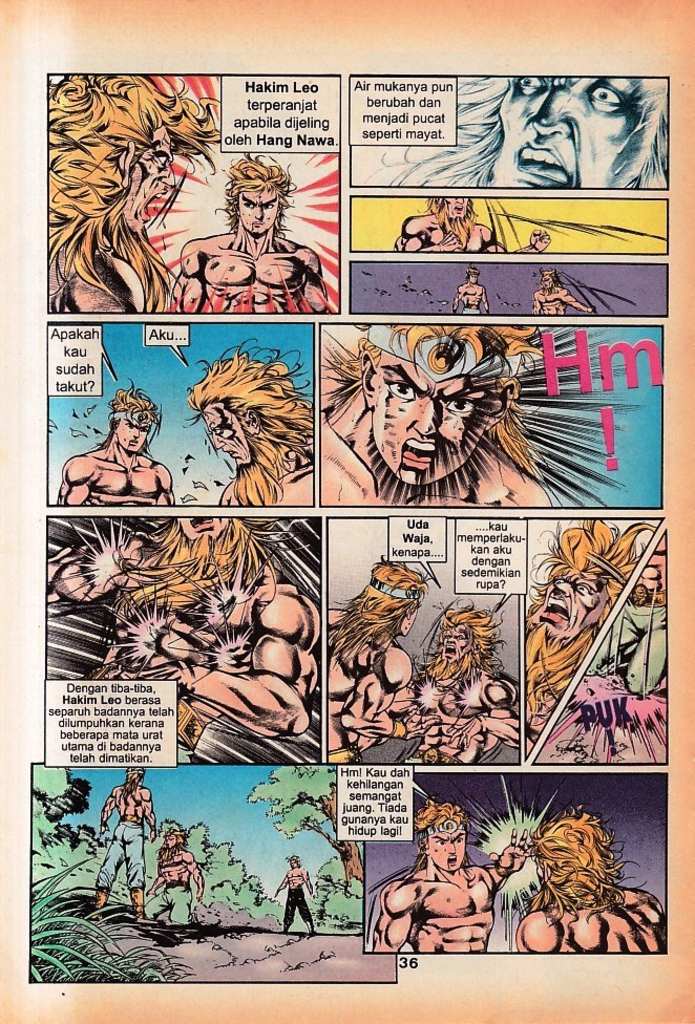 Hakim Leo
terperanjat
apabila dijeling
oleh Hang Nawa.
Air mukanya pun
berubah dan
menjadi pucat
seperti mayat.
Apakah
kau
sudah
takut?
Aku...
Hm
!
Dengan tiba-tiba,
Hakim Leo berasa
separuh badannya telah
dilumpuhkan kerana
beberapa mata urat
utama di badannya
telah dimatikan.
Uda
Waja,
kenapa....
....kau
memperlaku-
kan aku
dengan
sedemikian
rupa?
PUK
!
Hm! Kau dah
kehilangan
semangat
juang. Tiada
gunanya kau
hidup lagi!
36